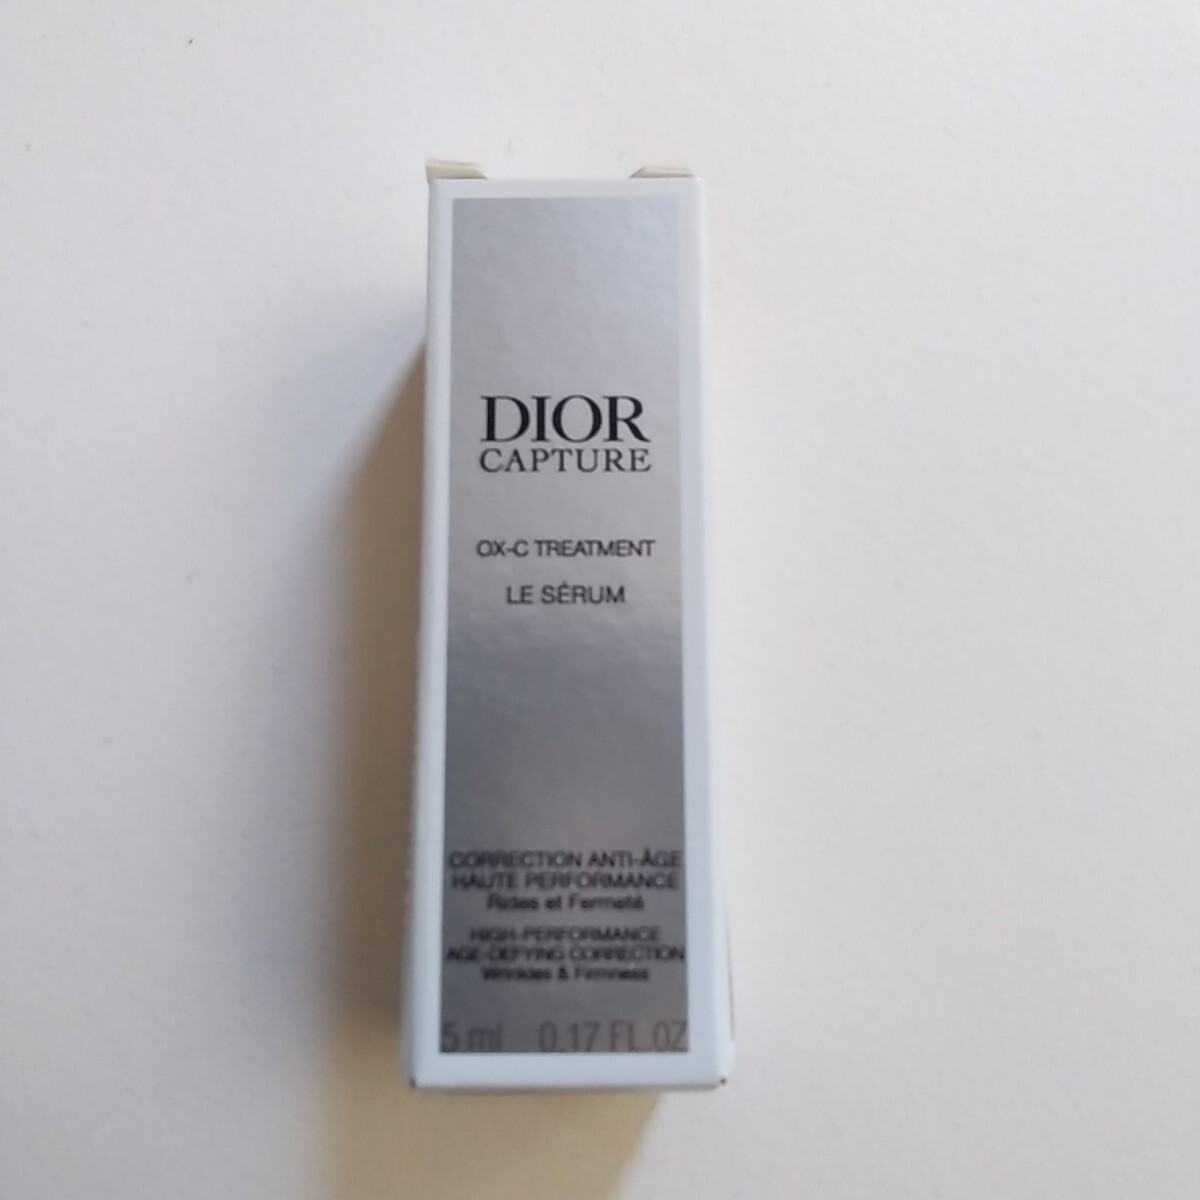 DIOR
CAPTURE
OX-C TREATMENT
LE SÉRUM
CORRECTION ANTI-ÂGE
HAUTE PERFORMANCE
Rides et Fermeté
HIGH-PERFORMANCE
AGE-DEFYING CORRECTION
Wrinkles & Firmness
5 ml 0.17 FL.OZ